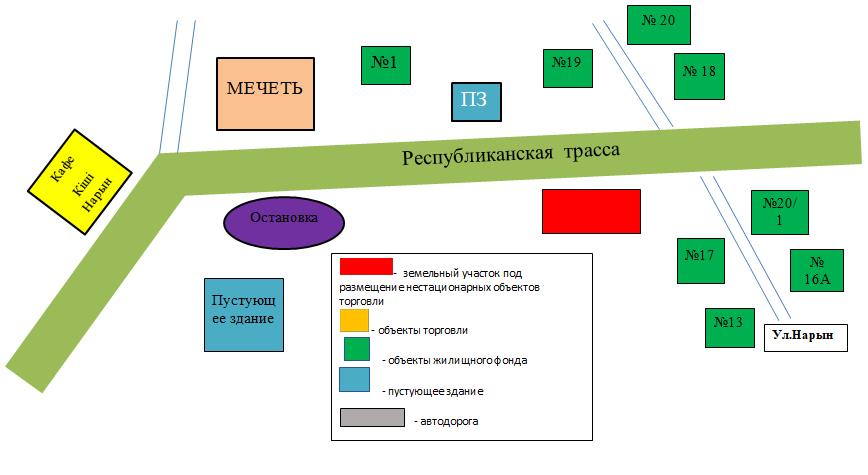 № 20
№1
№19
№ 18
МЕЧЕТЬ
ПЗ
Республиканская трасса
Кафе
Кіші
Нарын
Остановка
№20/
1
№17
№
16А
Пустующ
ее здание
№13
Ул.Нарын
- земельный участок под
размещение нестационарных объектов
торговли
- объекты торговли
- объекты жилищного фонда
- пустующее здание
- автодорога